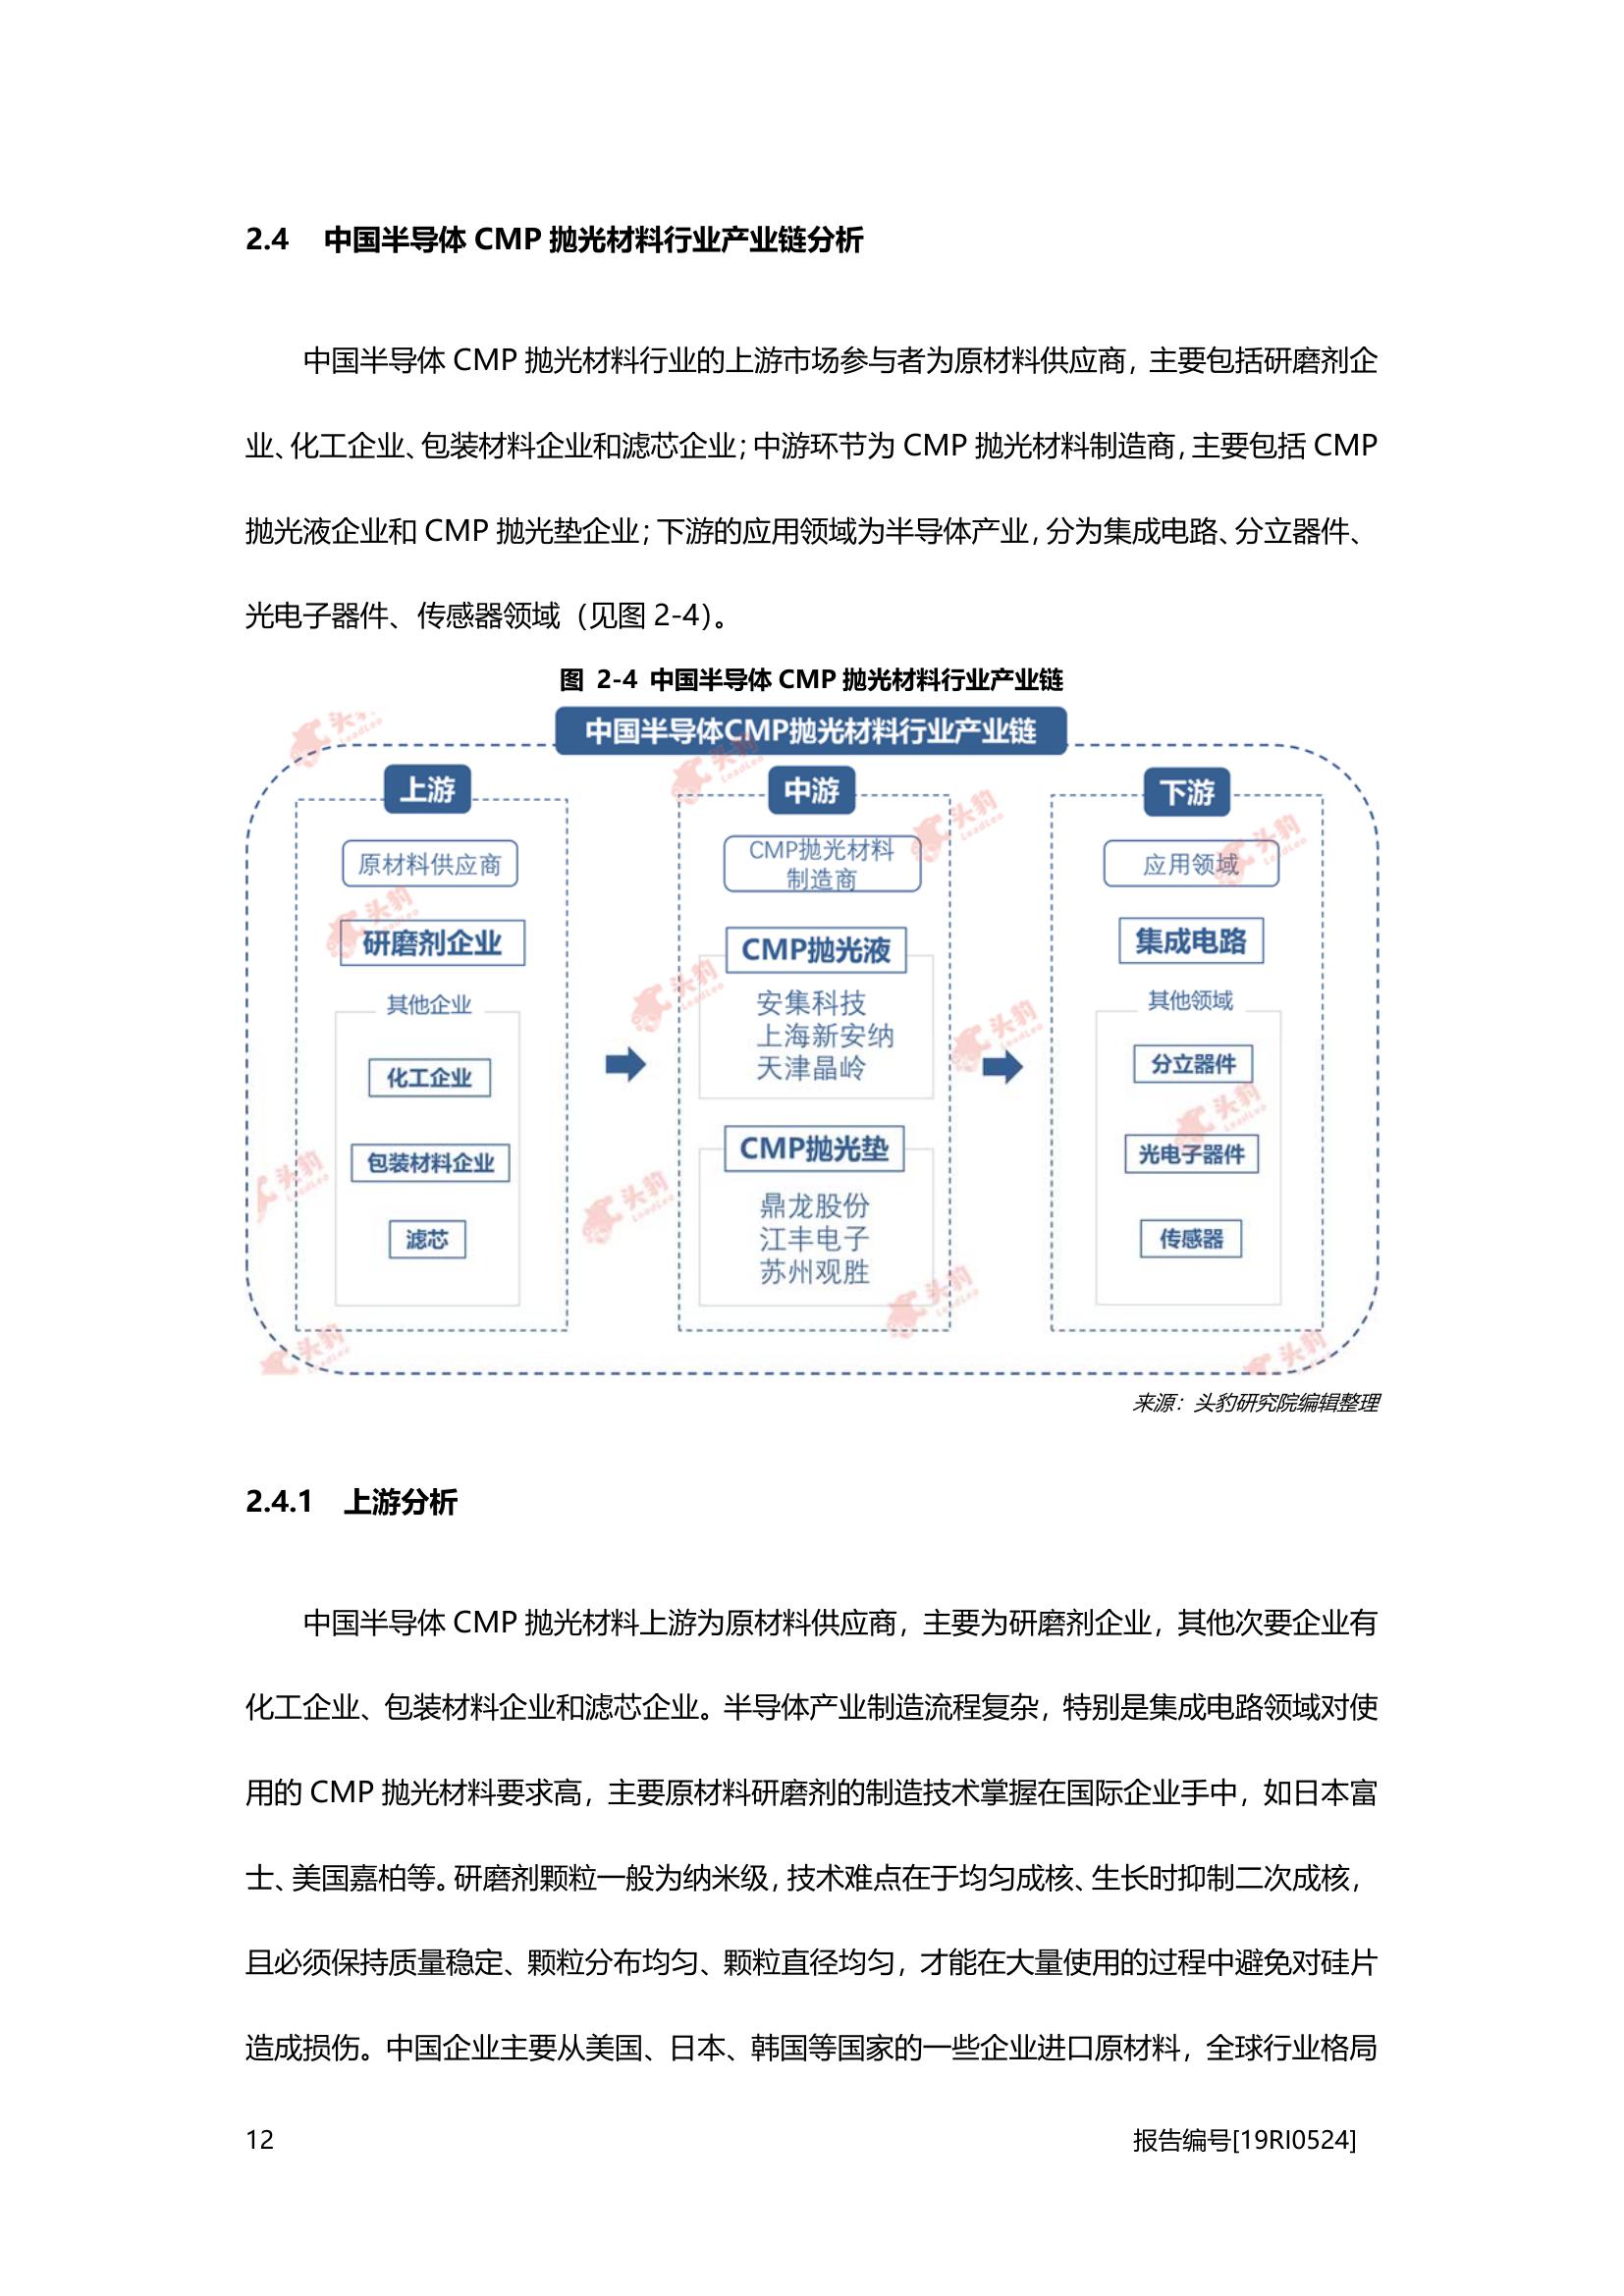 2.4 中国半导体 CMP 抛光材料行业产业链分析
中国半导体 CMP 抛光材料行业的上游市场参与者为原材料供应商，主要包括研磨剂企
业、化工企业、包装材料企业和滤芯企业；中游环节为 CMP 抛光材料制造商，主要包括 CMP
抛光液企业和 CMP 抛光垫企业；下游的应用领域为半导体产业，分为集成电路、分立器件、
光电子器件、传感器领域（见图 2-4）。
图 2-4 中国半导体 CMP 抛光材料行业产业链
中国半导体CMP抛光材料行业产业链
上游
原材料供应商
研磨剂企业
其他企业
化工企业
包装材料企业
滤芯
中游
CMP抛光材料
制造商
CMP抛光液
安集科技
上海新安纳
天津晶岭
CMP抛光垫
鼎龙股份
江丰电子
苏州观胜
下游
应用领域
集成电路
其他领域
分立器件
光电子器件
传感器
头豹
LeadLeo
来源：头豹研究院编辑整理
2.4.1 上游分析
中国半导体 CMP 抛光材料上游为原材料供应商，主要为研磨剂企业，其他次要企业有
化工企业、包装材料企业和滤芯企业。半导体产业制造流程复杂，特别是集成电路领域对使
用的 CMP 抛光材料要求高，主要原材料研磨剂的制造技术掌握在国际企业手中，如日本富
士、美国嘉柏等。研磨剂颗粒一般为纳米级，技术难点在于均匀成核、生长时抑制二次成核，
且必须保持质量稳定、颗粒分布均匀、颗粒直径均匀，才能在大量使用的过程中避免对硅片
造成损伤。中国企业主要从美国、日本、韩国等国家的一些企业进口原材料，全球行业格局
12
报告编号[19RI0524]